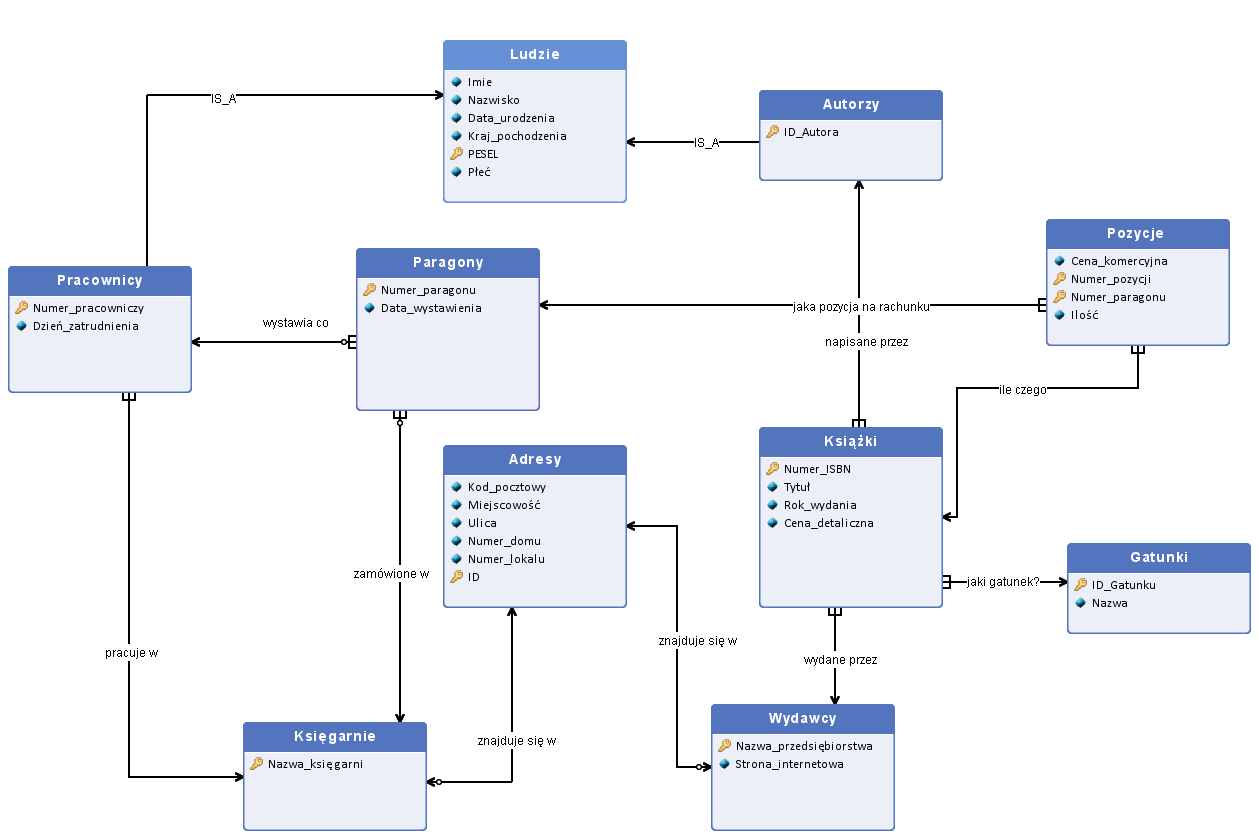 Ludzie
Imie
Nazwisko
Data_urodzenia
Kraj_pochodzenia
PESEL
Płeć
IS_A
IS_A
Autorzy
ID_Autora
Pozycje
Cena_komercyjna
Numer_pozycji
Numer_paragonu
Ilość
Pracownicy
Numer_pracowniczy
Dzień_zatrudnienia
wystawia co
Paragony
Numer_paragonu
Data_wystawienia
jaka pozycja na rachunku
napisane przez
ile czego
Adresy
Kod_pocztowy
Miejscowość
Ulica
Numer_domu
Numer_lokalu
ID
Książki
Numer_ISBN
Tytuł
Rok_wydania
Cena_detaliczna
jaki gatunek?
Gatunki
ID_Gatunku
Nazwa
zamówione w
pracuje w
znajduje się w
wydane przez
Księgarnie
Nazwa_księgarni
znajduje się w
Wydawcy
Nazwa_przedsiębiorstwa
Strona_internetowa